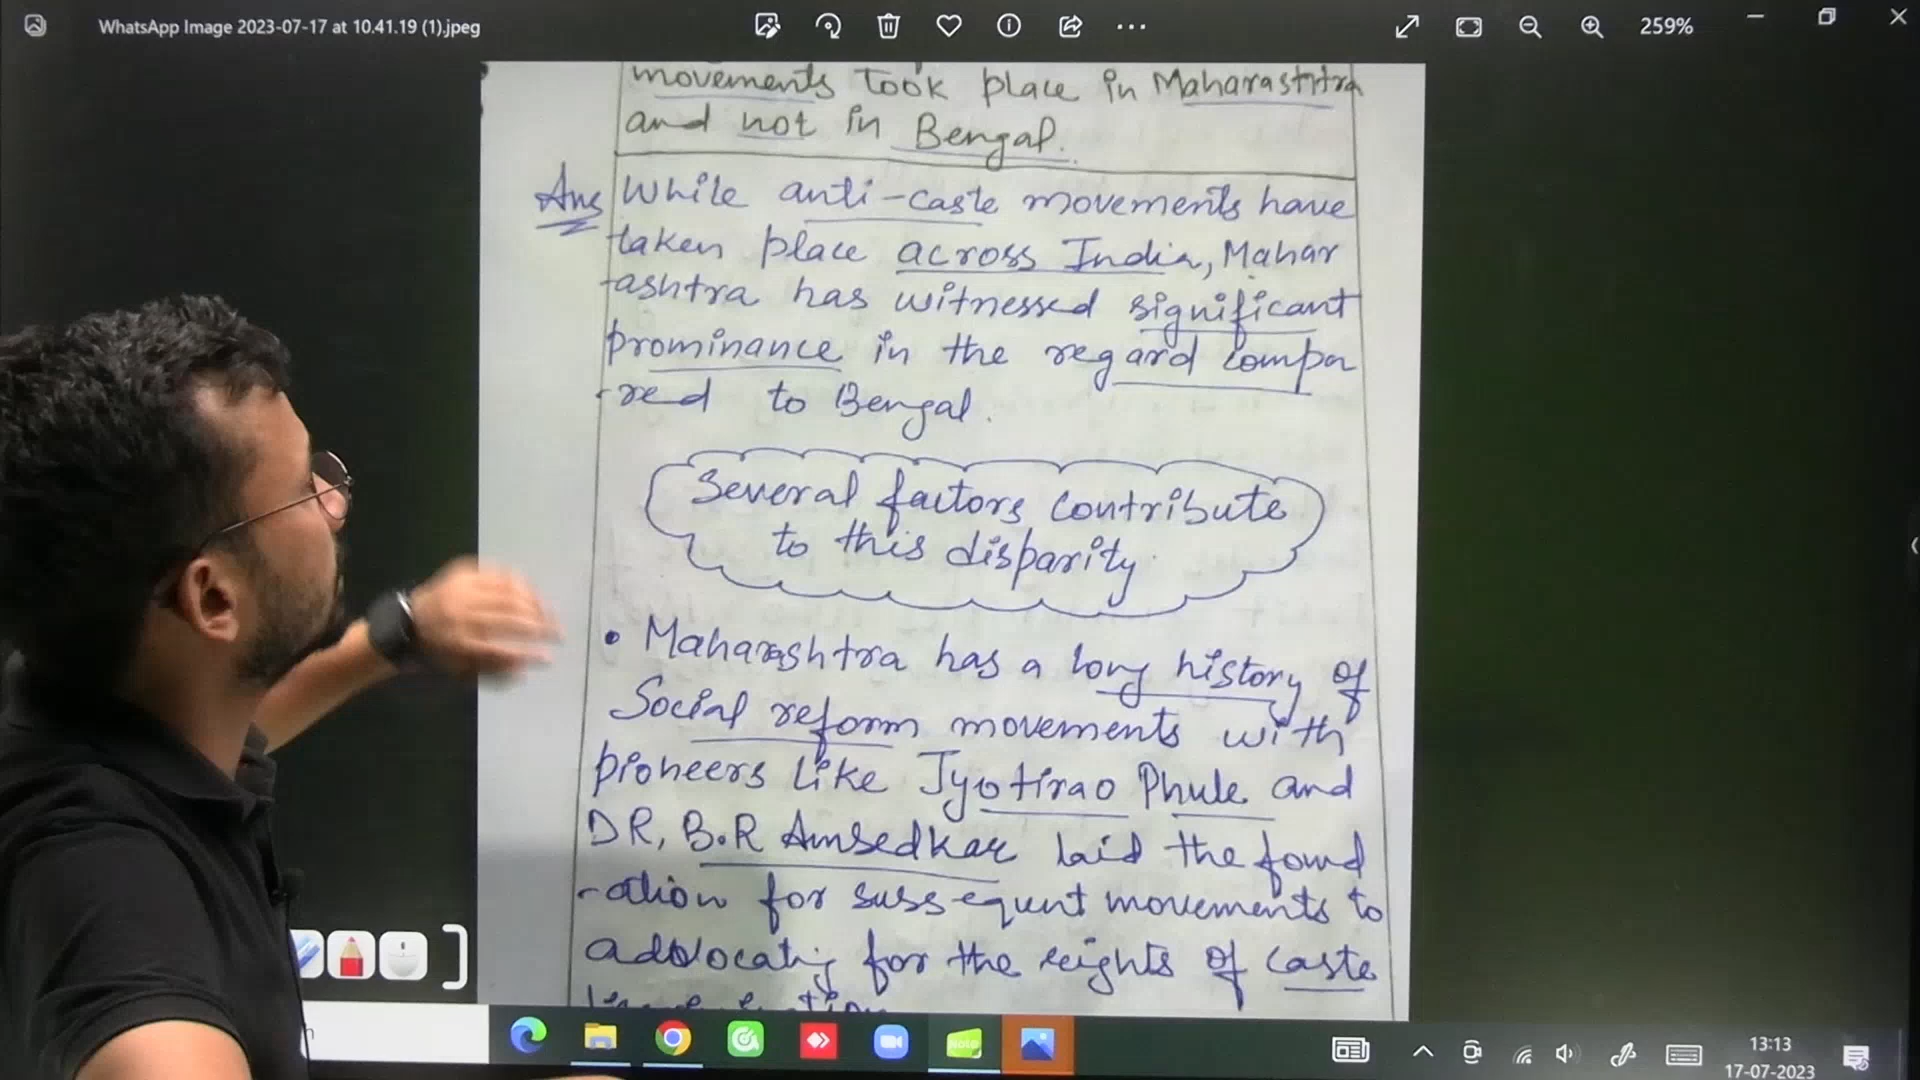 WhatsApp Image 2023-07-17 at 10.41.19 (1).jpeg
259%
movements took place in Maharashtra
and not in Bengal.
Ans While anti-caste movements have
taken place across India, Mahar
-ashtra has witnessed significant
prominance in the regard compa
-red to Bengal.
Several factors contribute
to this disparity.
• Maharashtra has a long history of
Social reform movements with
pioneers like Jyotirao Phule and
DR, B.R Ambedkar laid the found
-ation for subsequent movements to
advocating for the rights of caste
Note
13:13
17-07-2023